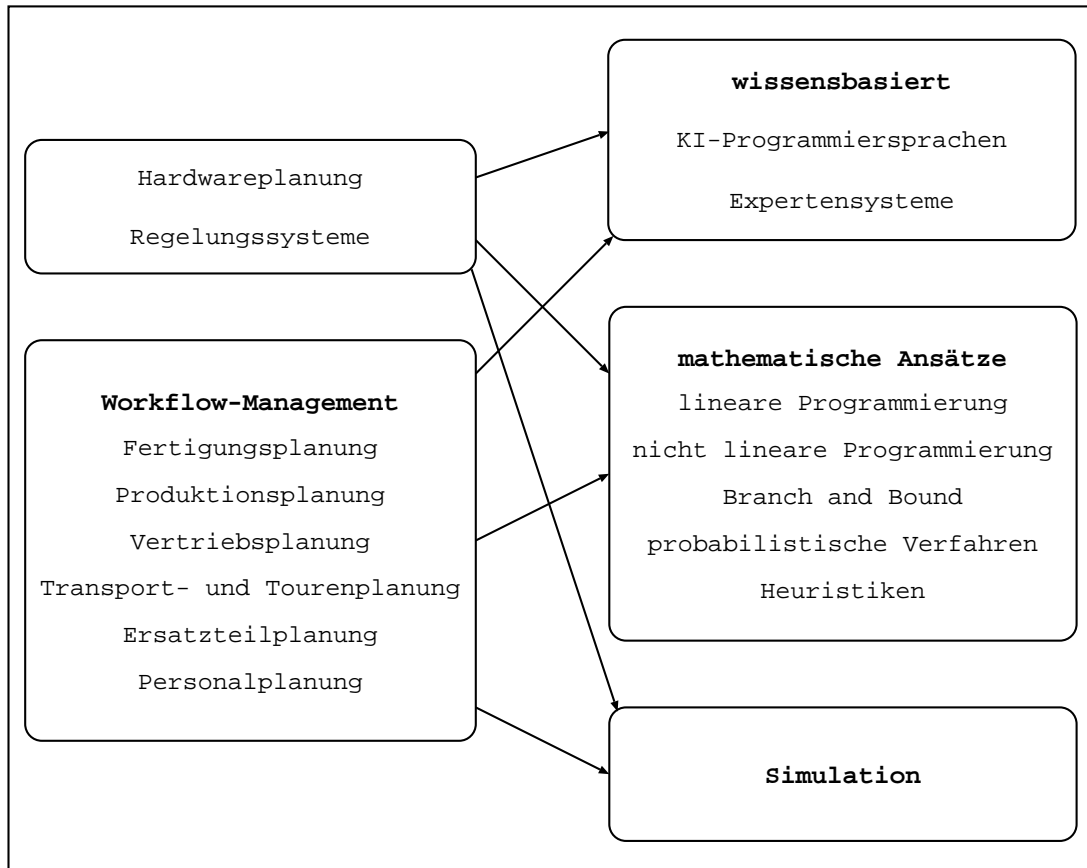 Hardwareplanung
Regelungssysteme
Workflow-Management
Fertigungsplanung
Produktionsplanung
Vertriebsplanung
Transport- und Tourenplanung
Ersatzteilplanung
Personalplanung
wissensbasiert
KI-Programmiersprachen
Expertensysteme
mathematische Ansätze
lineare Programmierung
nicht lineare Programmierung
Branch and Bound
probabilistische Verfahren
Heuristiken
Simulation